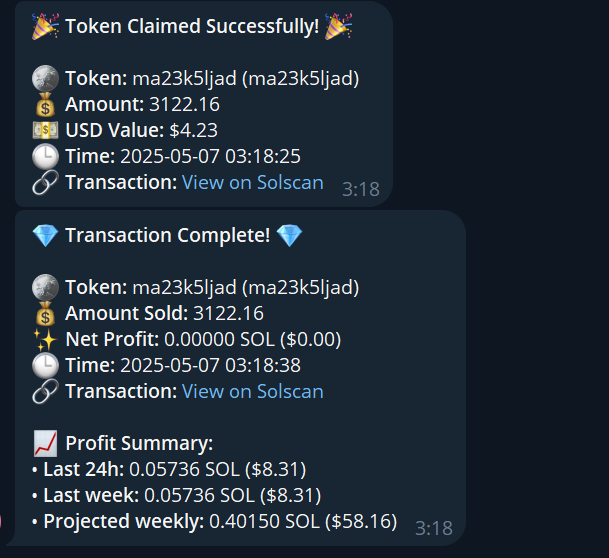 🎉 Token Claimed Successfully! 🎉
🪙 Token: ma23k5ljad (ma23k5ljad)
💰 Amount: 3122.16
💵 USD Value: $4.23
🕒 Time: 2025-05-07 03:18:25
🔗 Transaction: View on Solscan
3:18
💎 Transaction Complete! 💎
🪙 Token: ma23k5ljad (ma23k5ljad)
💰 Amount Sold: 3122.16
✨ Net Profit: 0.00000 SOL ($0.00)
🕒 Time: 2025-05-07 03:18:38
🔗 Transaction: View on Solscan
📈 Profit Summary:
• Last 24h: 0.05736 SOL ($8.31)
• Last week: 0.05736 SOL ($8.31)
• Projected weekly: 0.40150 SOL ($58.16)
3:18